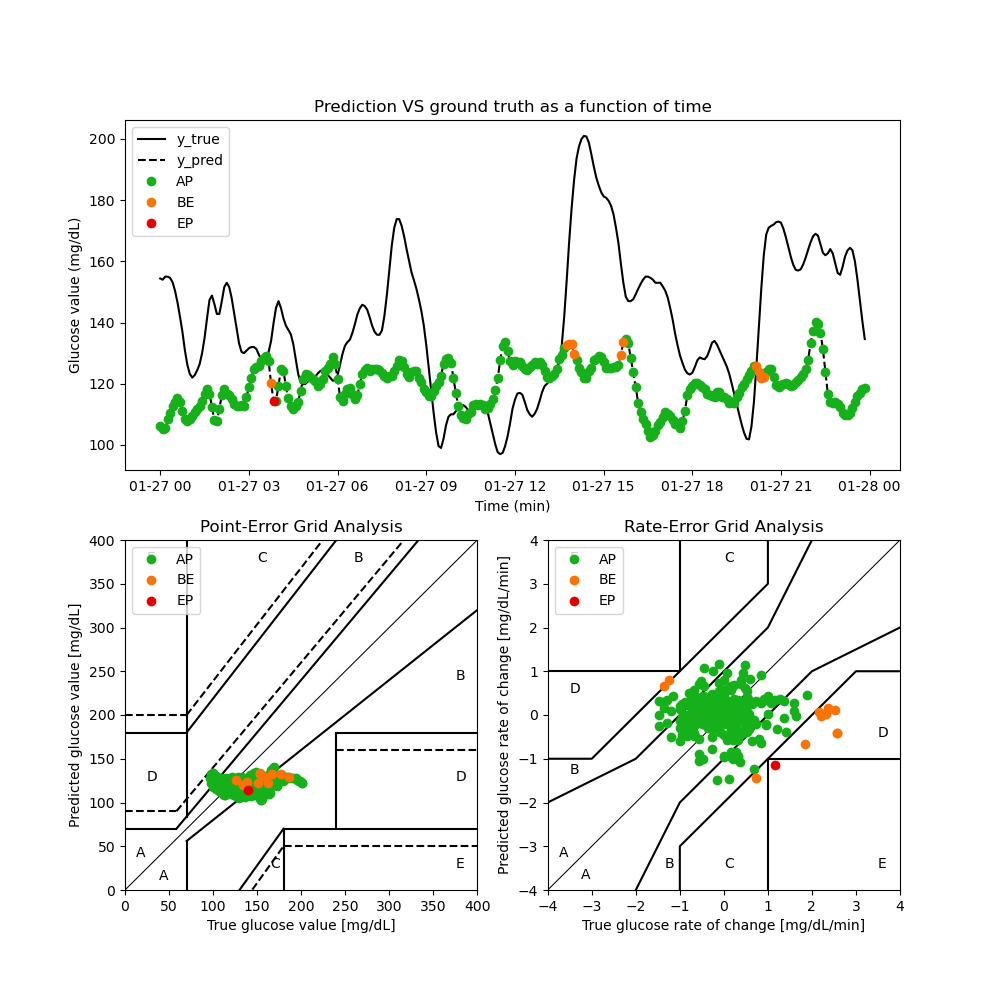 Prediction VS ground truth as a function of time
Glucose value (mg/dL)
200
180
160
140
120
100
y_true
y_pred
AP
BE
EP
01-27 00 01-27 03 01-27 06 01-27 09 01-27 12 01-27 15 01-27 18 01-27 21 01-28 00
Time (min)
Point-Error Grid Analysis
Predicted glucose value [mg/dL]
400
350
300
250
200
150
100
50
0
AP
BE
EP
C
B
B
D
D
A
A
C
E
0 50 100 150 200 250 300 350 400
True glucose value [mg/dL]
Rate-Error Grid Analysis
Predicted glucose rate of change [mg/dL/min]
4
3
2
1
0
−1
−2
−3
−4
AP
BE
EP
C
D
D
B
A
A
B
C
E
−4 −3 −2 −1 0 1 2 3 4
True glucose rate of change [mg/dL/min]